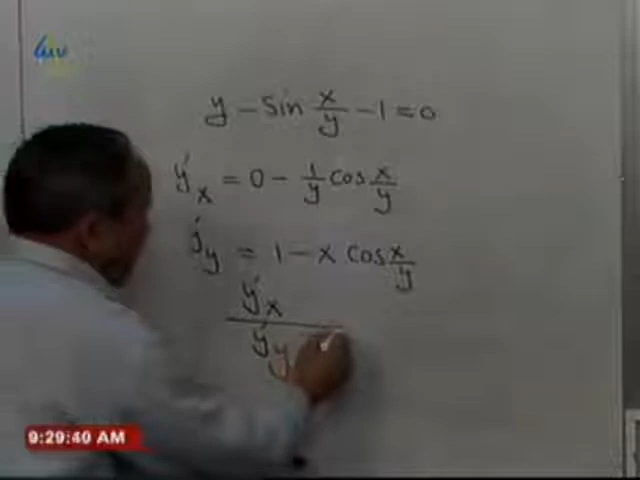 y - sin x/y - 1 = 0
y'x = 0 - 1/y cos x/y
y'y = 1 - x cos x/y
y'x
y'y
9:29:40 AM